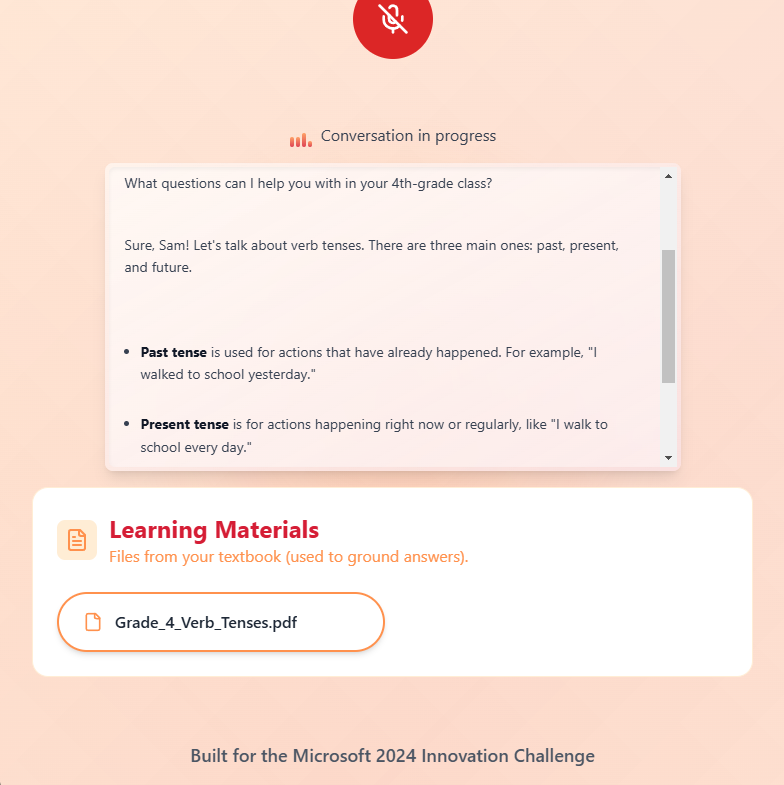 Conversation in progress
What questions can I help you with in your 4th-grade class?
Sure, Sam! Let's talk about verb tenses. There are three main ones: past, present,
and future.
• Past tense is used for actions that have already happened. For example, "I
walked to school yesterday."
• Present tense is for actions happening right now or regularly, like "I walk to
school every day."
Learning Materials
Files from your textbook (used to ground answers).
Grade_4_Verb_Tenses.pdf
Built for the Microsoft 2024 Innovation Challenge